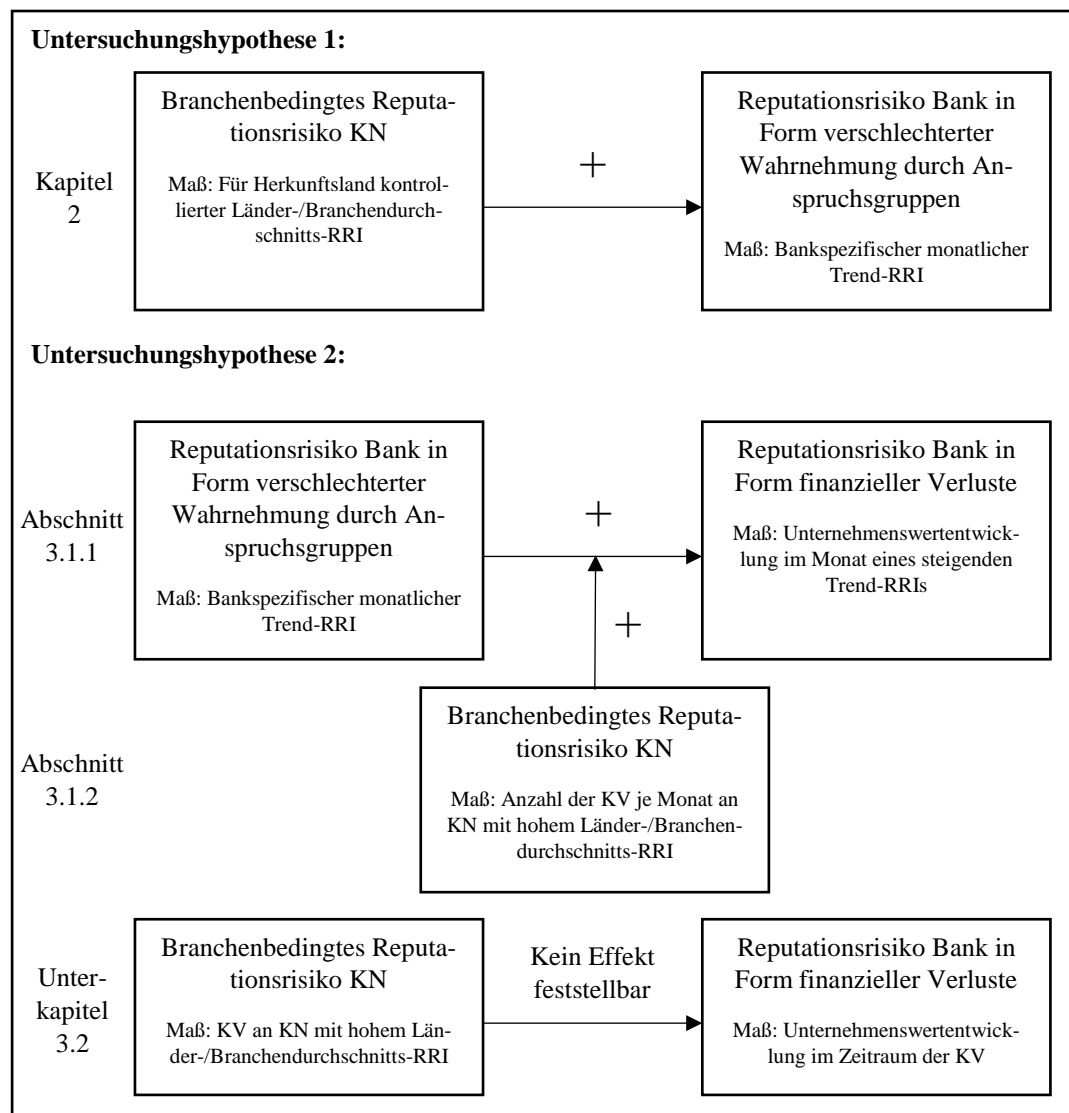 Untersuchungshypothese 1:
Kapitel
2
Branchenbedingtes Reputa-
tionsrisiko KN
Maß: Für Herkunftsland kontrol-
lierter Länder-/Branchendurch-
schnitts-RRI
+
Reputationsrisiko Bank in
Form verschlechterter
Wahrnehmung durch An-
spruchsgruppen
Maß: Bankspezifischer monatlicher
Trend-RRI
Untersuchungshypothese 2:
Abschnitt
3.1.1
Reputationsrisiko Bank in
Form verschlechterter
Wahrnehmung durch An-
spruchsgruppen
Maß: Bankspezifischer monatlicher
Trend-RRI
+
Reputationsrisiko Bank in
Form finanzieller Verluste
Maß: Unternehmenswertentwick-
lung im Monat eines steigenden
Trend-RRIs
+
Abschnitt
3.1.2
Branchenbedingtes Reputa-
tionsrisiko KN
Maß: Anzahl der KV je Monat an
KN mit hohem Länder-/Branchen-
durchschnitts-RRI
Unter-
kapitel
3.2
Branchenbedingtes Reputa-
tionsrisiko KN
Maß: KV an KN mit hohem Län-
der-/Branchendurchschnitts-RRI
Kein Effekt
feststellbar
Reputationsrisiko Bank in
Form finanzieller Verluste
Maß: Unternehmenswertentwick-
lung im Zeitraum der KV